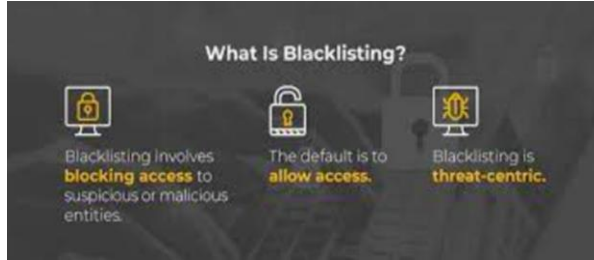 What Is Blacklisting?
Blacklisting involves
blocking access to
suspicious or malicious
entities.
The default is to
allow access.
Blacklisting is
threat-centric.